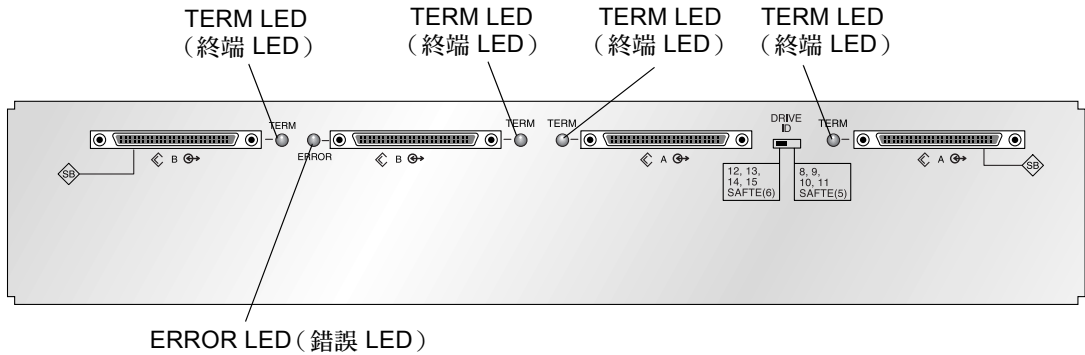 TERM LED
（終端 LED）
TERM LED
（終端 LED）
TERM LED
（終端 LED）
TERM LED
（終端 LED）
TERM
ERROR
TERM
TERM
DRIVE
ID
TERM
B
B
A
A
SB
SB
12, 13,
14, 15
SAFTE(6)
8, 9,
10, 11
SAFTE(5)
ERROR LED（錯誤 LED）